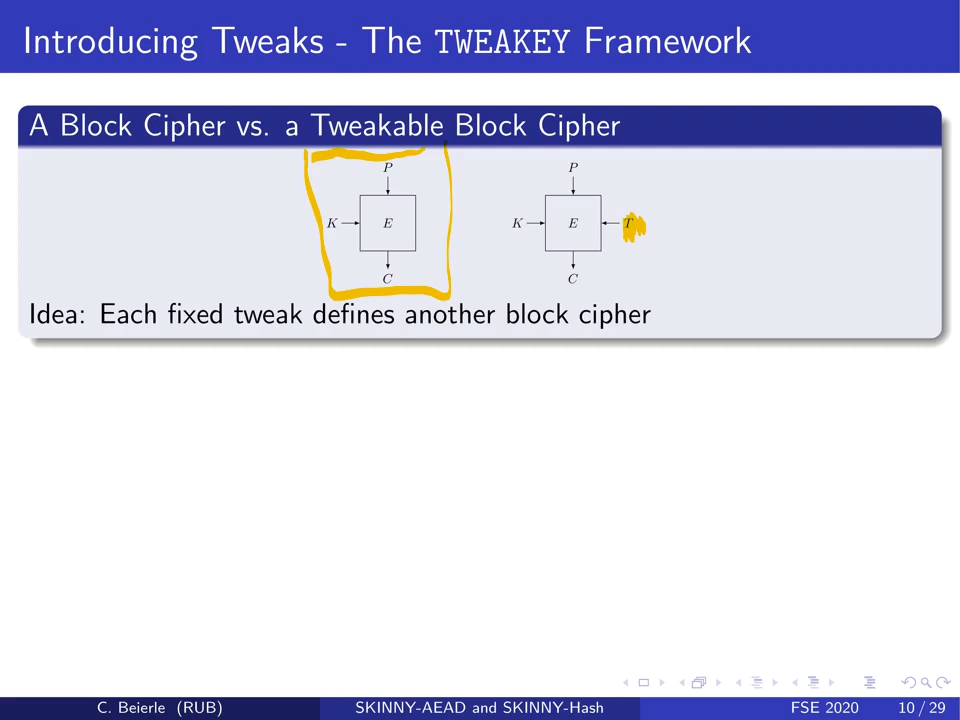 Introducing Tweaks - The TWEAKEY Framework
A Block Cipher vs. a Tweakable Block Cipher
P P
K E K E T
C C
Idea: Each fixed tweak defines another block cipher
C. Beierle (RUB) SKINNY-AEAD and SKINNY-Hash FSE 2020 10 / 29